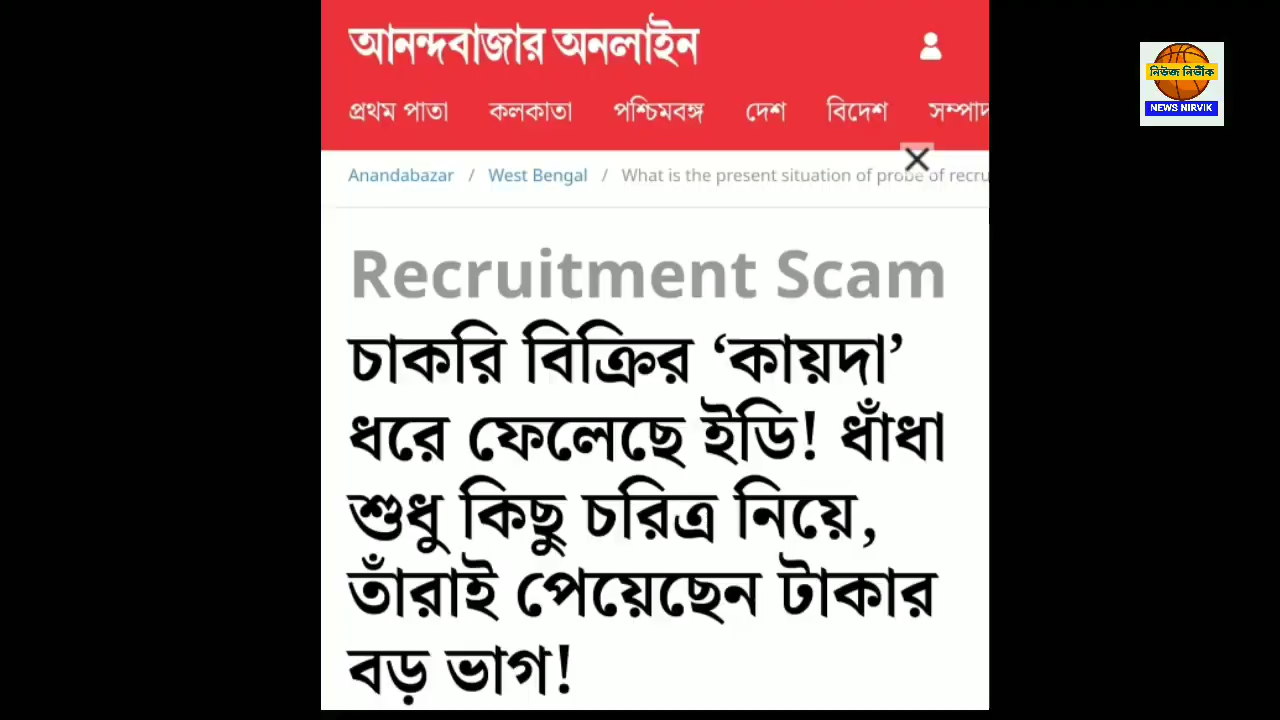 আনন্দবাজার অনলাইন
প্রথম পাতা কলকাতা পশ্চিমবঙ্গ দেশ বিদেশ সম্পাদ
নিউজ নির্ভীক
NEWS NIRVIK
Anandabazar / West Bengal / What is the present situation of probe of recru
Recruitment Scam
চাকরি বিক্রির ‘কায়দা’
ধরে ফেলেছে ইডি! ধাঁধা
শুধু কিছু চরিত্র নিয়ে,
তাঁরাই পেয়েছেন টাকার
বড় ভাগ!